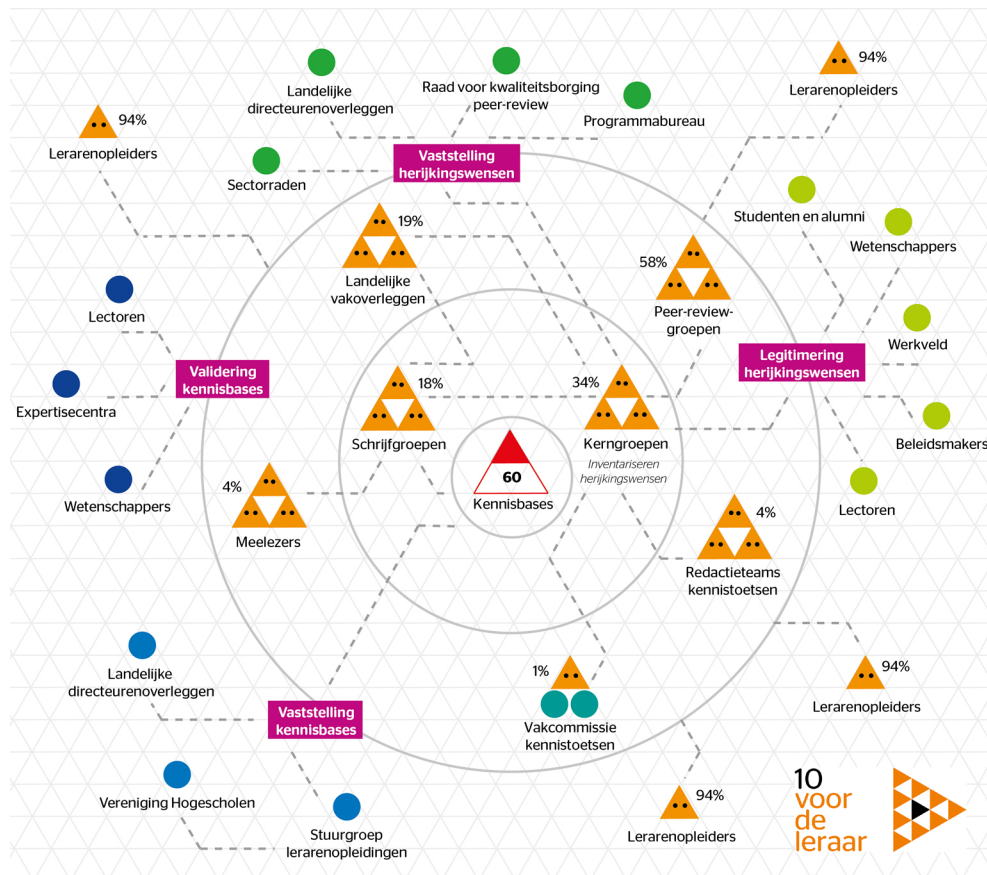 94%
Lerarenopleiders
Landelijke
directeurenoverleggen
Raad voor kwaliteitsborging
peer-review
Programmabureau
94%
Lerarenopleiders
Sectorraden
Vaststelling
herijkingswensen
19%
Landelijke
vakoverleggen
58%
Peer-review-
groepen
Studenten en alumni
Wetenschappers
Werkveld
Legitimering
herijkingswensen
Beleidsmakers
Lectoren
Lectoren
Validering
kennisbases
Expertisecentra
Wetenschappers
18%
Schrijfgroepen
34%
Kerngroepen
Inventariseren
herijkingswensen
60
Kennisbases
4%
Meelezers
4%
Redactieteams
kennistoetsen
Landelijke
directeurenoverleggen
Vaststelling
kennisbases
1%
Vakcommissie
kennistoetsen
94%
Lerarenopleiders
Vereniging Hogescholen
Stuurgroep
lerarenopleidingen
94%
Lerarenopleiders
10
voor
de
leraar